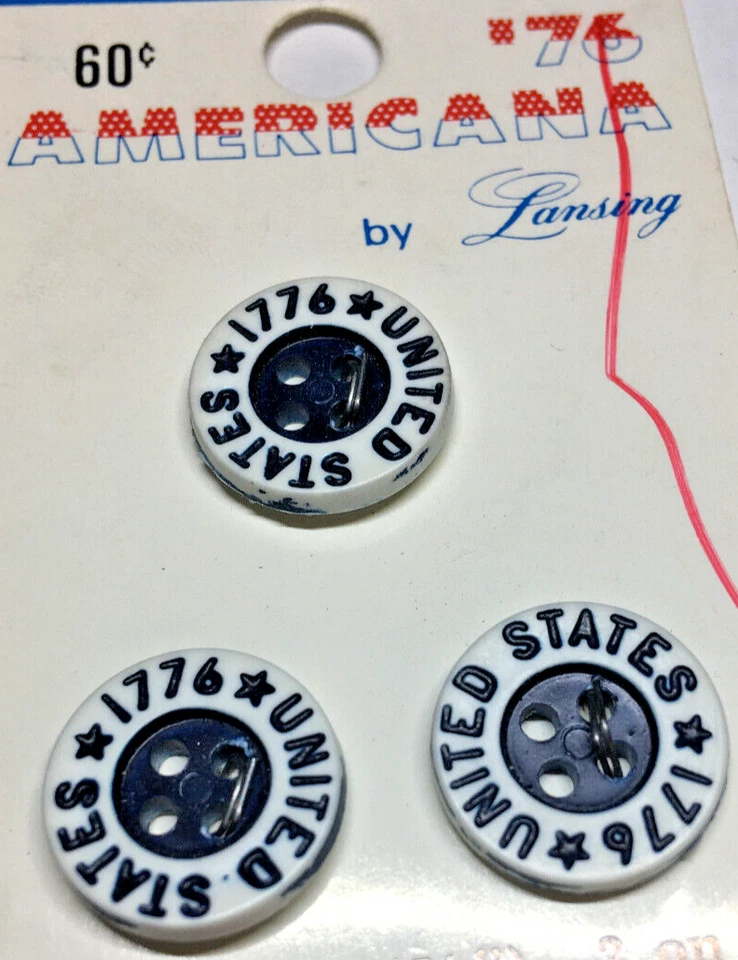 '76
60¢
AMERICANA
by Lansing
1776 ★ UNITED STATES ★
1776 ★ UNITED STATES ★
UNITED STATES ★ 1776 ★